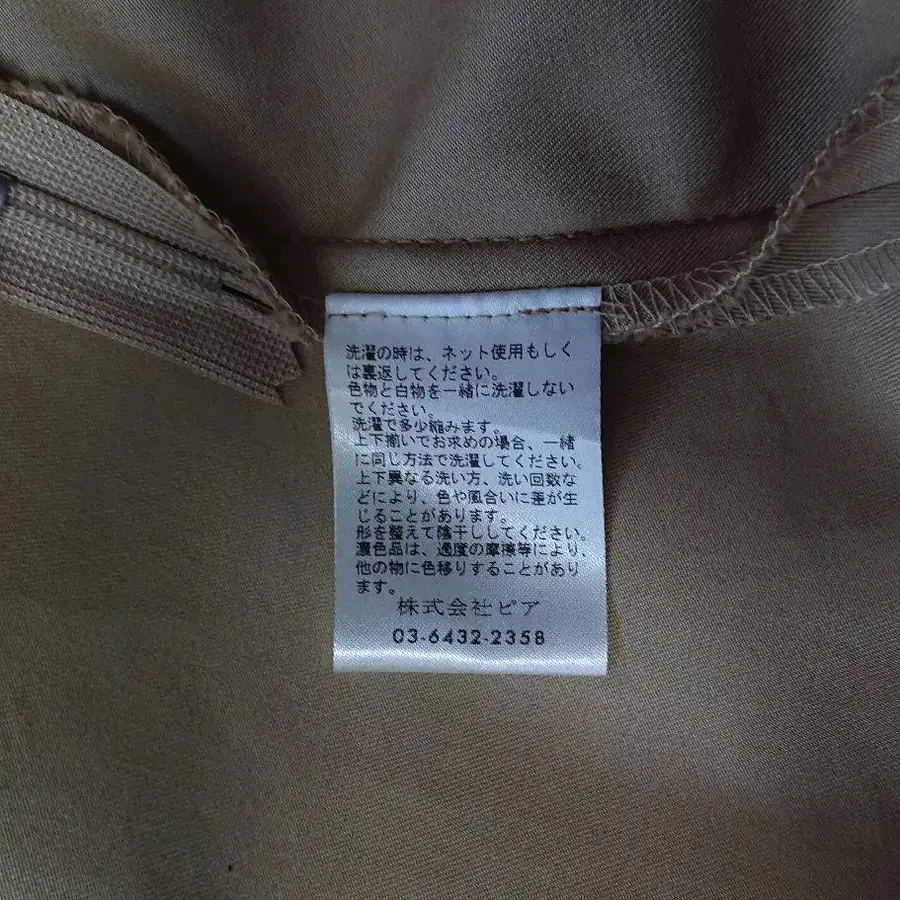 洗濯の時は、ネット使用もしく
は裏返してください。
色物と白物を一緒に洗濯しない
でください。
洗濯で多少縮みます。
上下揃いでお求めの場合、一緒
に同じ方法で洗濯してください。
上下異なる洗い方、洗い回数な
どにより、色や風合いに差が生
じることがあります。
形を整えて陰干ししてください。
濃色品は、過度の摩擦等により、
他の物に色移りすることがあり
ます。
株式会社ピア
03-6432-2358